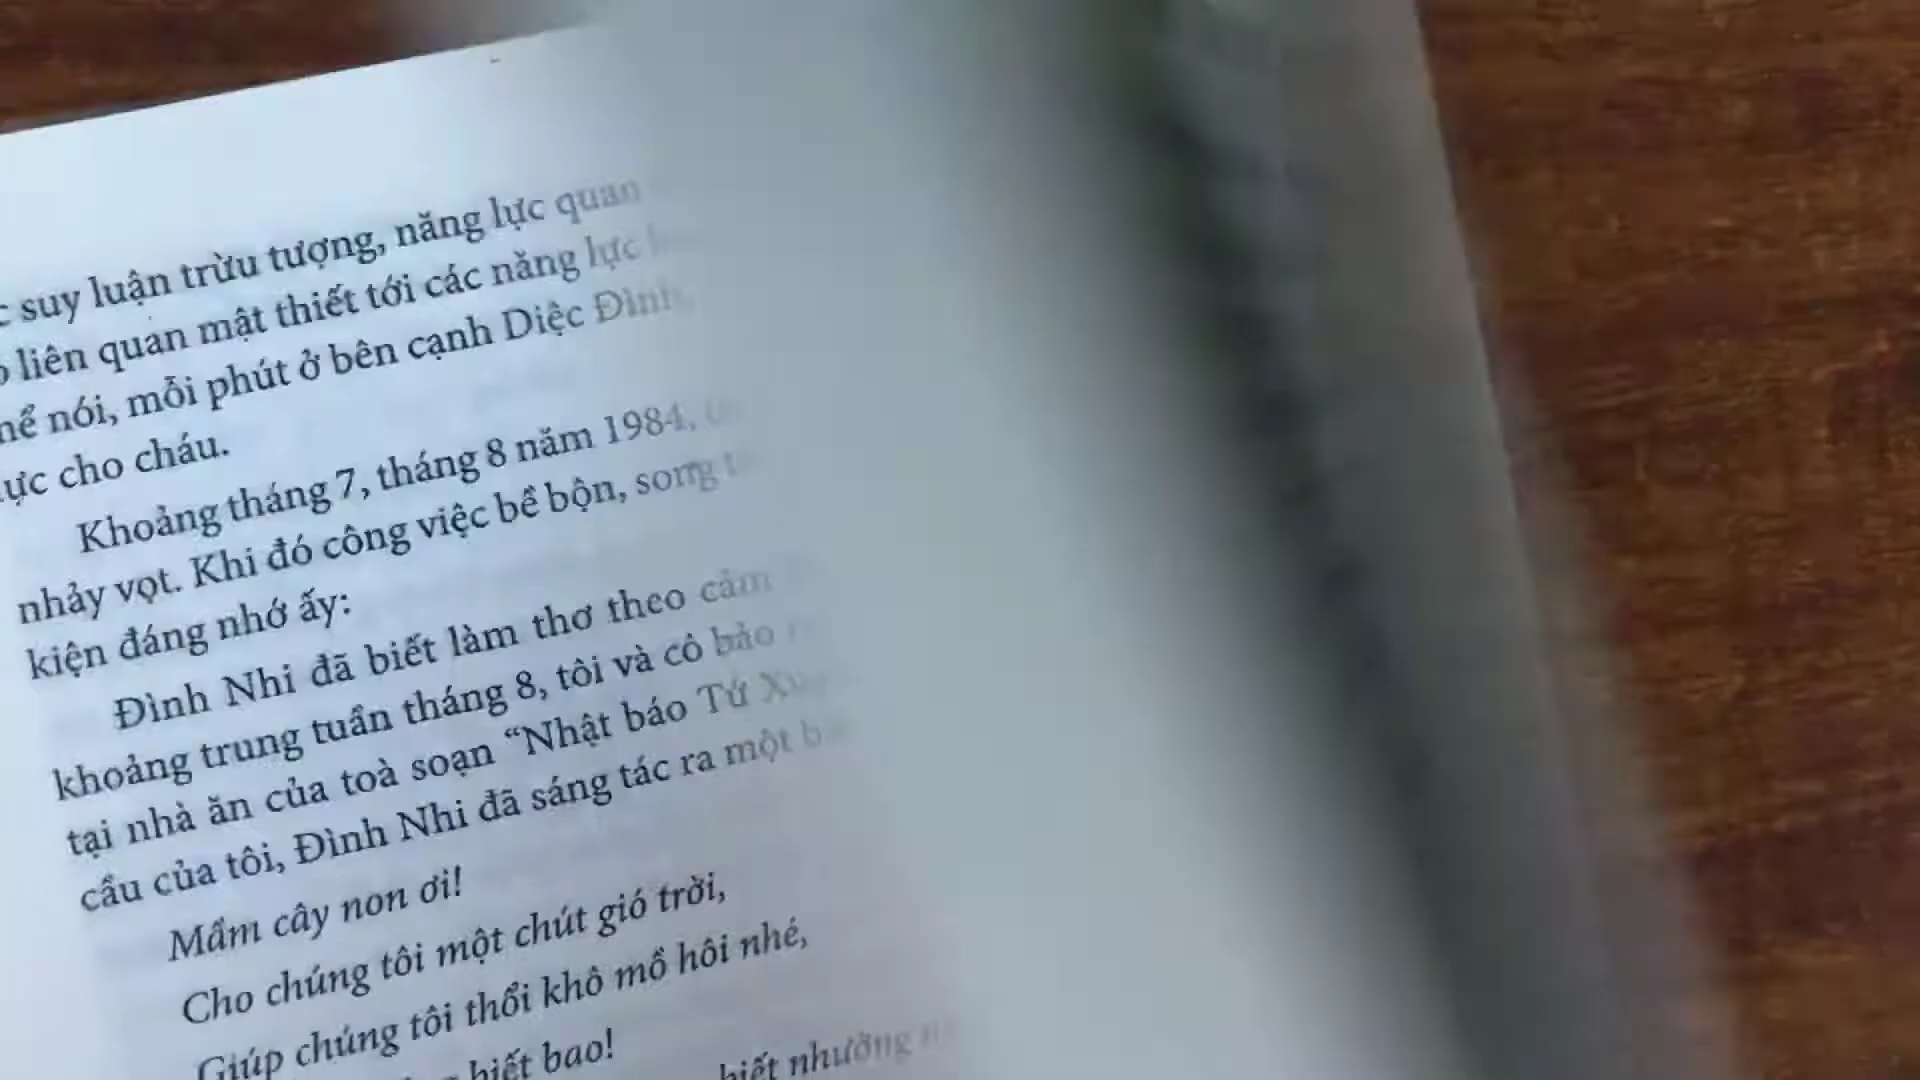 suy luận trừu tượng, năng lực quan
liên quan mật thiết tới các năng lực
nói, mỗi phút ở bên cạnh Diệc Đình,
cho cháu.
Khoảng tháng 7, tháng 8 năm 1984,
nhảy vọt. Khi đó công việc bề bộn, song
kiện đáng nhớ ấy:
Đình Nhi đã biết làm thơ theo cảm
khoảng trung tuần tháng 8, tôi và cô bảo
tại nhà ăn của toà soạn “Nhật báo Tứ
cầu của tôi, Đình Nhi đã sáng tác ra một
Mầm cây non ơi!
Cho chúng tôi một chút gió trời,
Giúp chúng tôi thổi khô mồ hôi nhé,
biết bao!
biết nhường